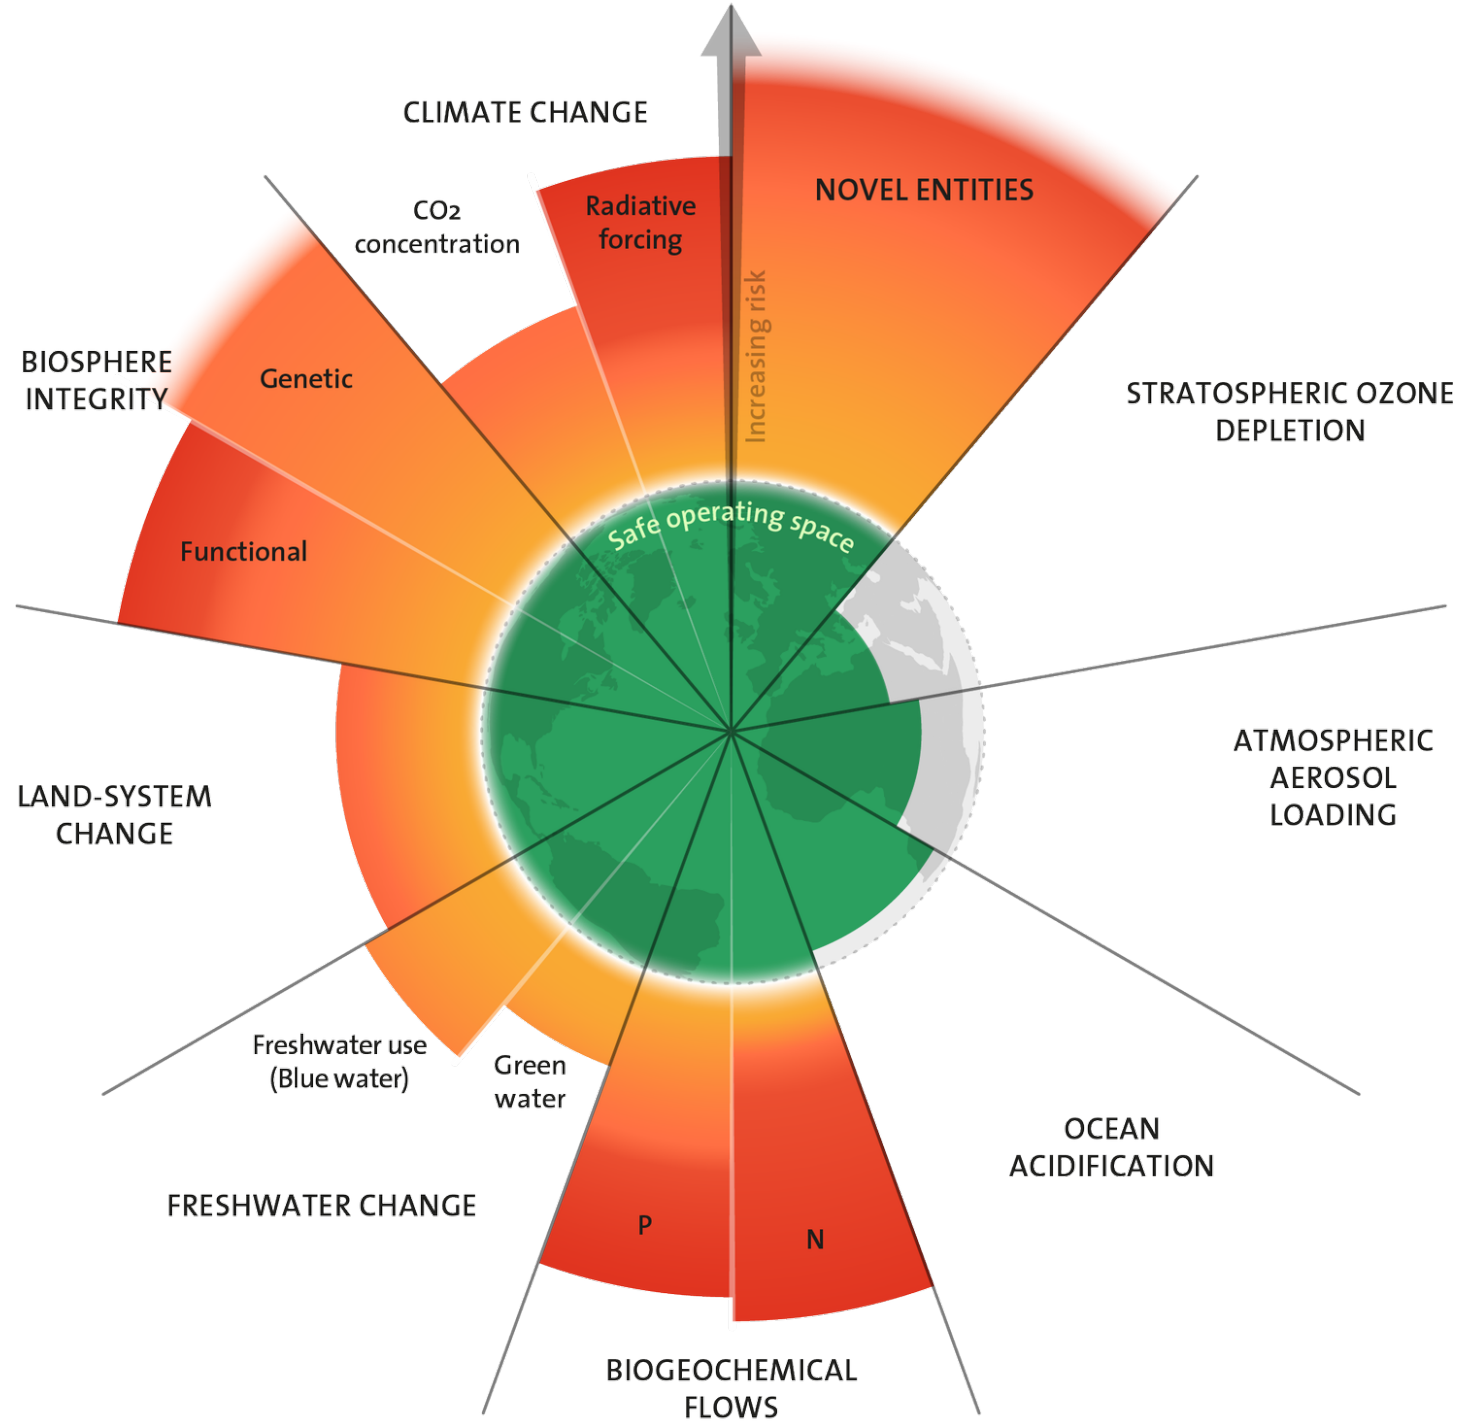 CLIMATE CHANGE
CO2
concentration
Radiative
forcing
NOVEL ENTITIES
Increasing risk
BIOSPHERE
INTEGRITY
Genetic
Functional
STRATOSPHERIC OZONE
DEPLETION
Safe operating space
LAND-SYSTEM
CHANGE
ATMOSPHERIC
AEROSOL
LOADING
Freshwater use
(Blue water)
Green
water
FRESHWATER CHANGE
OCEAN
ACIDIFICATION
P
N
BIOGEOCHEMICAL
FLOWS